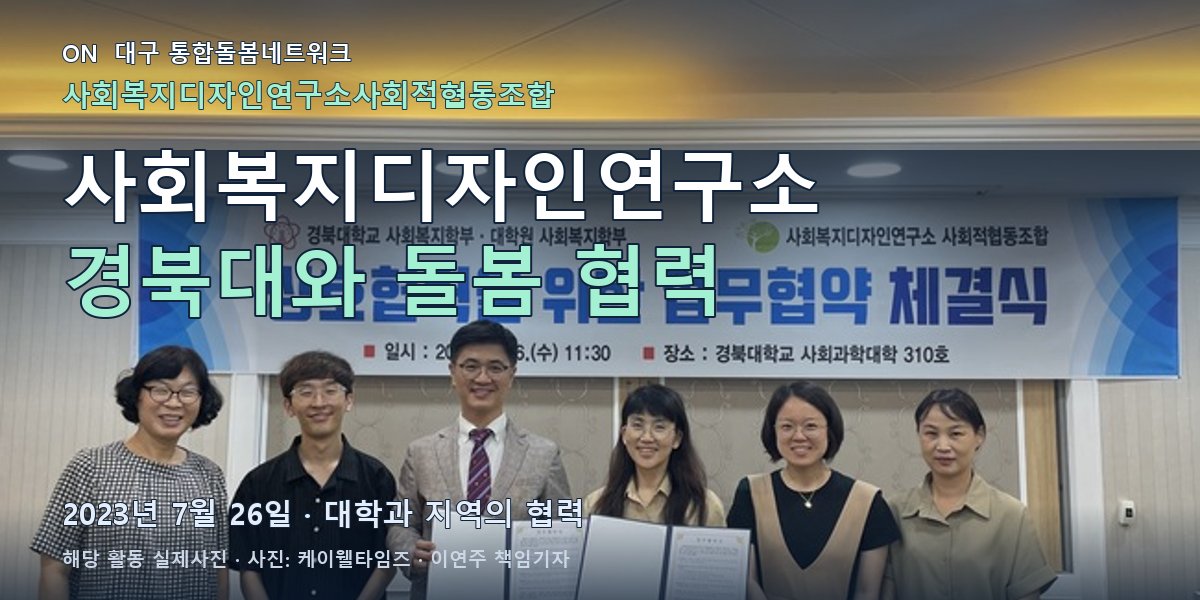 ON 대구 통합돌봄네트워크
사회복지디자인연구소사회적협동조합
사회복지디자인연구소
경북대학교 사회복지학부 · 대학원 사회복지학부
사회복지디자인연구소 사회적협동조합
경북대와 돌봄 협력
업무협약 체결식
일시 : 20 6.(수) 11:30
장소 : 경북대학교 사회과학대학 310호
2023년 7월 26일 · 대학과 지역의 협력
해당 활동 실제사진 · 사진: 케이웰타임즈 · 이연주 책임기자